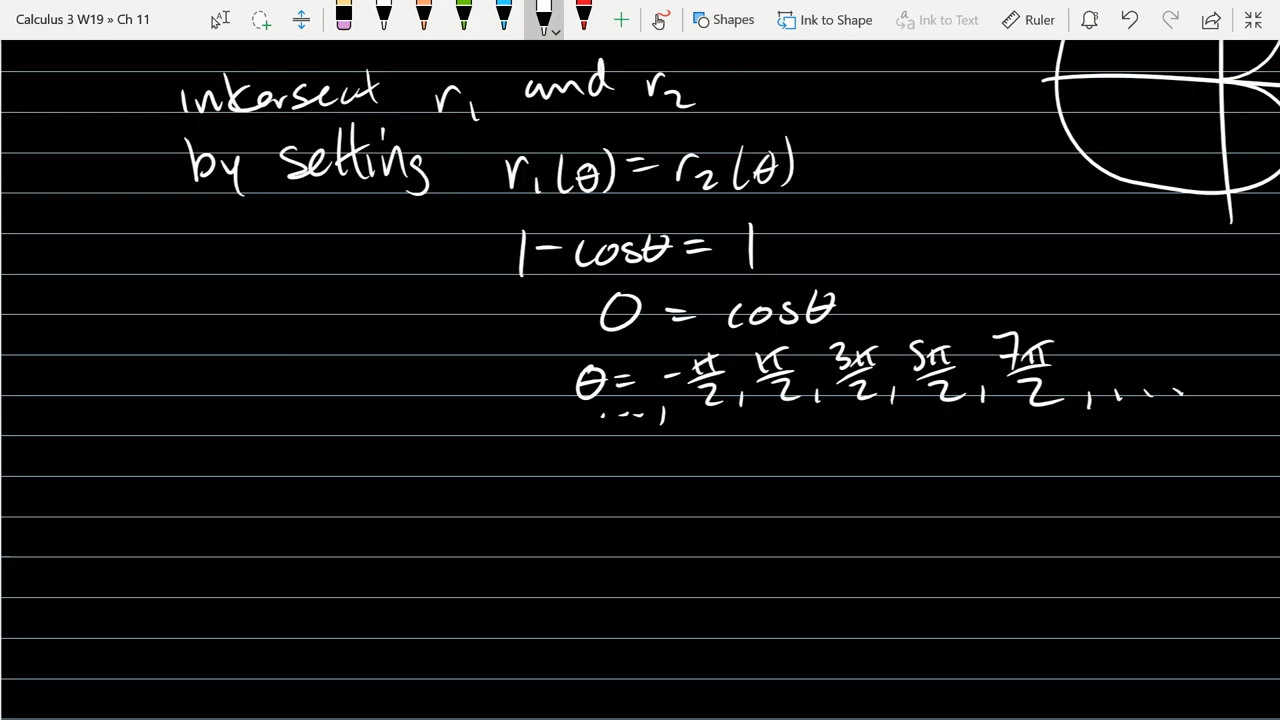 Calculus 3 W19 » Ch 11
Shapes
Ink to Shape
Ink to Text
Ruler
intersect r₁ and r₂
by setting r₁(θ) = r₂(θ)
1 - cosθ = 1
0 = cosθ
θ = ..., -π/2, π/2, 3π/2, 5π/2, 7π/2, ...